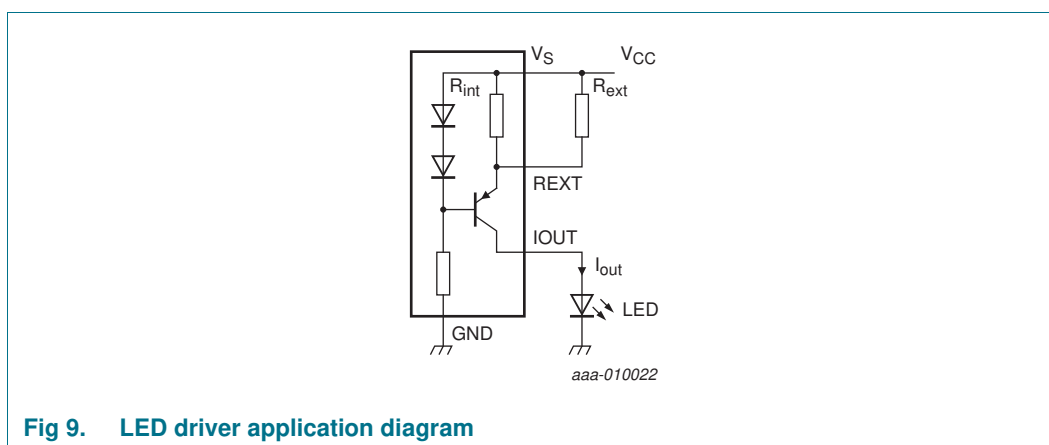 VS VCC
Rint Rext
REXT
IOUT
Iout
LED
GND
aaa-010022
Fig 9. LED driver application diagram